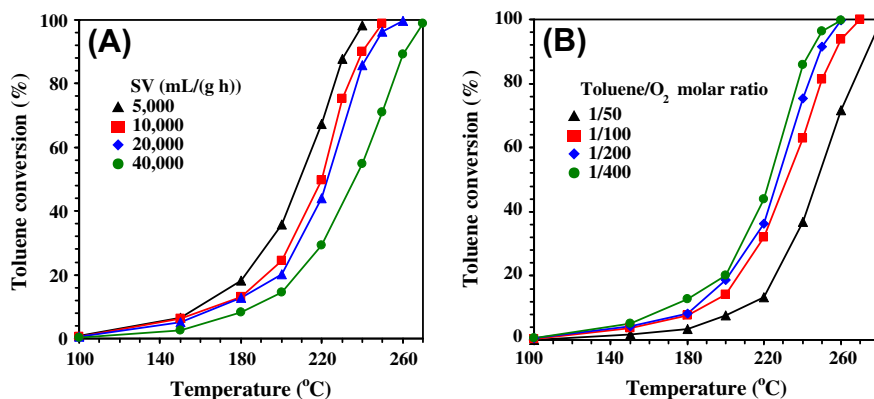 (A)
SV (mL/(g h))
5,000
10,000
20,000
40,000
Toluene conversion (%)
100
80
60
40
20
0
100 140 180 220 260
Temperature (°C)
(B)
Toluene/O₂ molar ratio
1/50
1/100
1/200
1/400
Toluene conversion (%)
100
80
60
40
20
0
100 140 180 220 260
Temperature (°C)